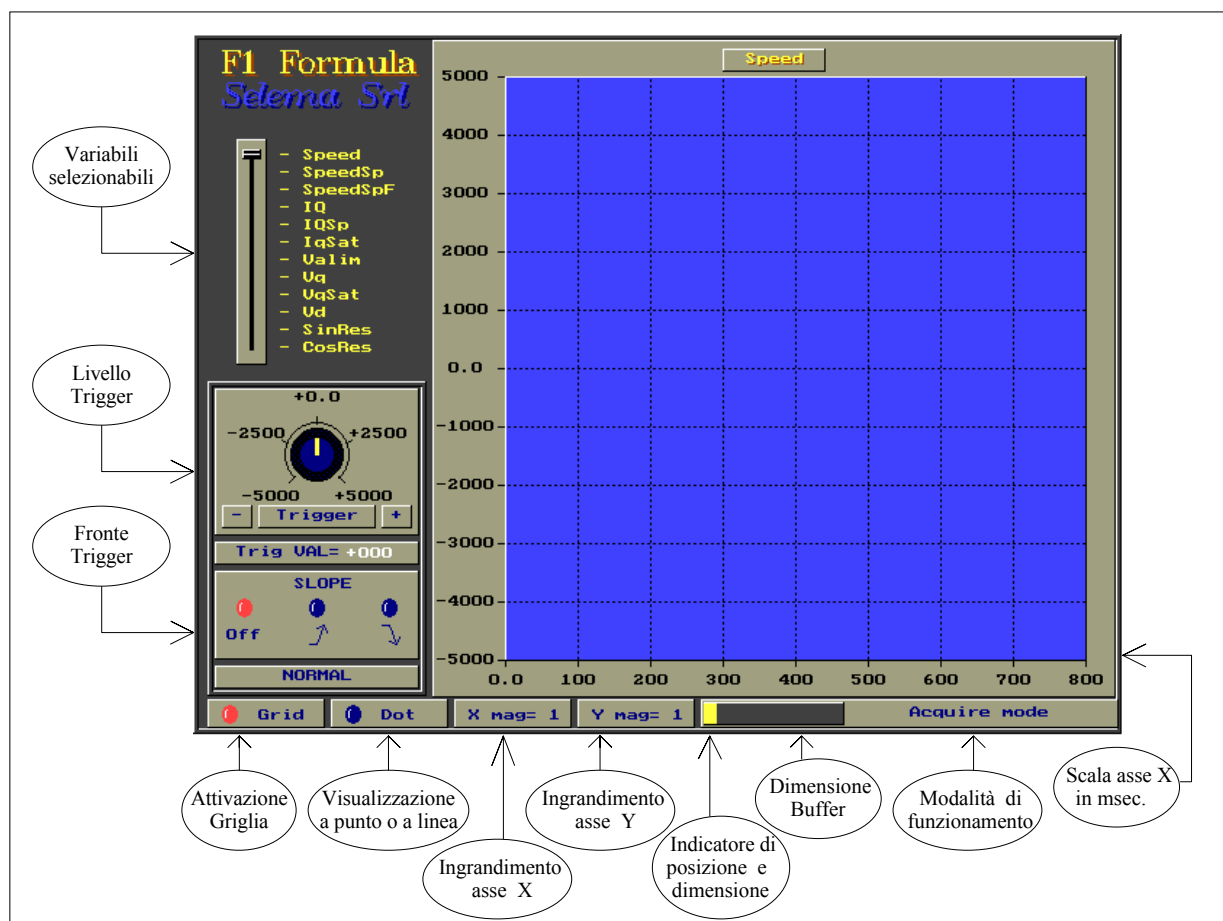 F1 Formula
Selema Srl
Speed
Variabili
selezionabili
- Speed
- SpeedSp
- SpeedSpF
- IQ
- IQSp
- IqSat
- Valim
- Vq
- VqSat
- Vd
- SinRes
- CosRes
5000
4000
3000
2000
1000
0.0
-1000
-2000
-3000
-4000
-5000
0.0 100 200 300 400 500 600 700 800
Livello
Trigger
+0.0
-2500 +2500
-5000 +5000
- Trigger +
Fronte
Trigger
Trig VAL= +000
SLOPE
Off
NORMAL
Grid Dot X mag= 1 Y mag= 1 Acquire mode
Attivazione
Griglia
Visualizzazione
a punto o a linea
Ingrandimento
asse X
Ingrandimento
asse Y
Indicatore di
posizione e
dimensione
Dimensione
Buffer
Modalità di
funzionamento
Scala asse X
in msec.